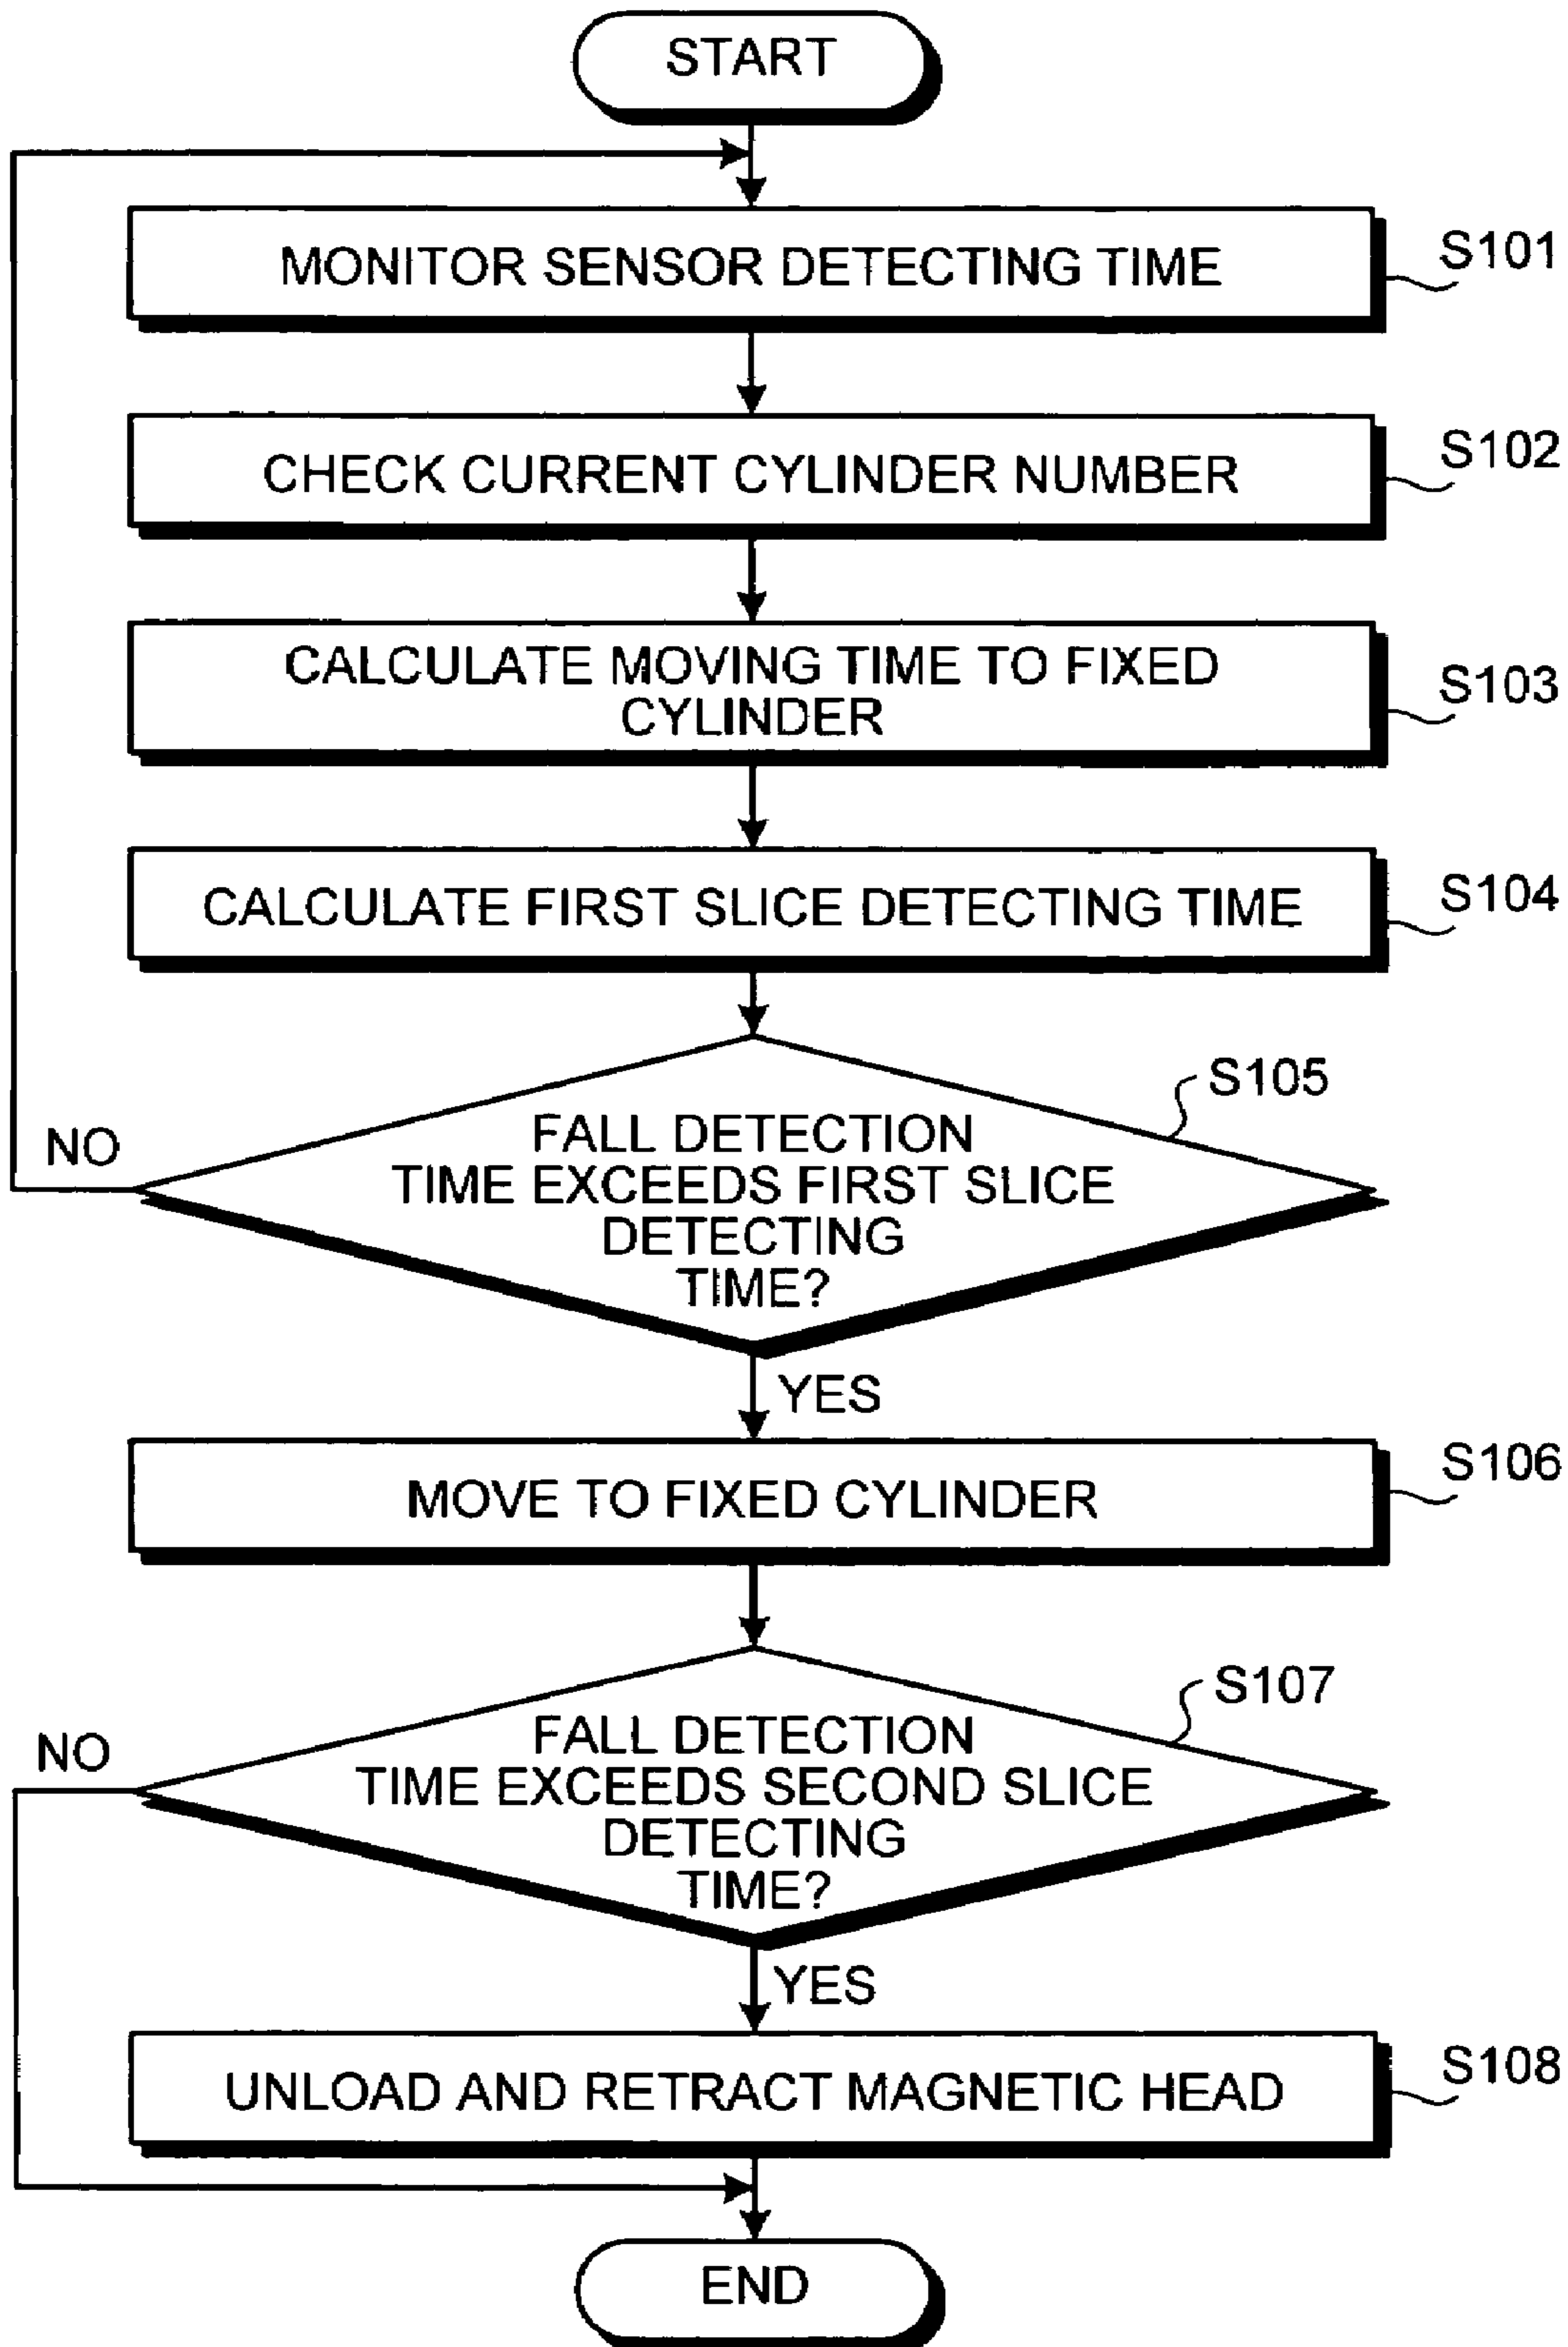 START
MONITOR SENSOR DETECTING TIME
S101
CHECK CURRENT CYLINDER NUMBER
S102
CALCULATE MOVING TIME TO FIXED
CYLINDER
S103
CALCULATE FIRST SLICE DETECTING TIME
S104
S105
FALL DETECTION
TIME EXCEEDS FIRST SLICE
DETECTING
TIME?
NO
YES
MOVE TO FIXED CYLINDER
S106
S107
FALL DETECTION
TIME EXCEEDS SECOND SLICE
DETECTING
TIME?
NO
YES
UNLOAD AND RETRACT MAGNETIC HEAD
S108
END